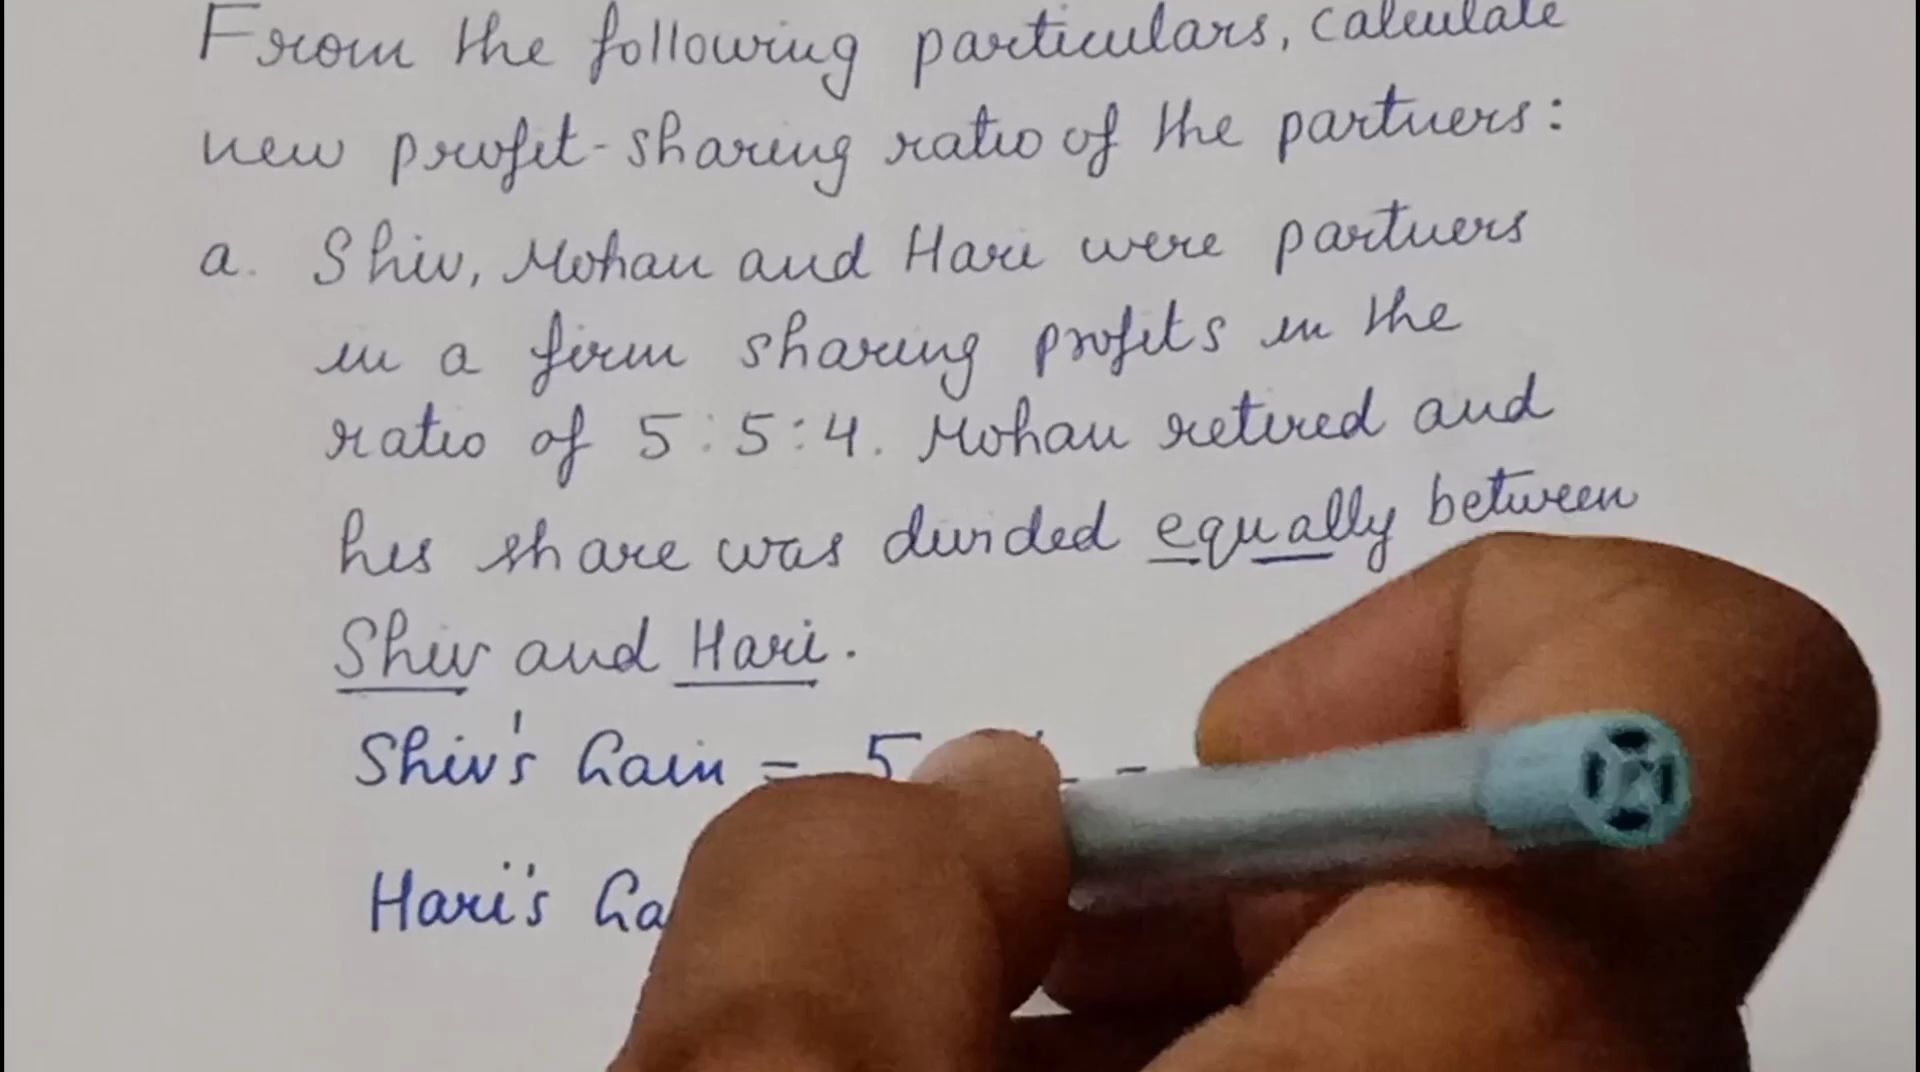 From the following particulars, calculate
new profit-sharing ratio of the partners:
a. Shiv, Mohan and Hari were partners
in a firm sharing profits in the
ratio of 5:5:4. Mohan retired and
his share was divided equally between
Shiv and Hari.
Shiv's Gain = 5
Hari's Ga